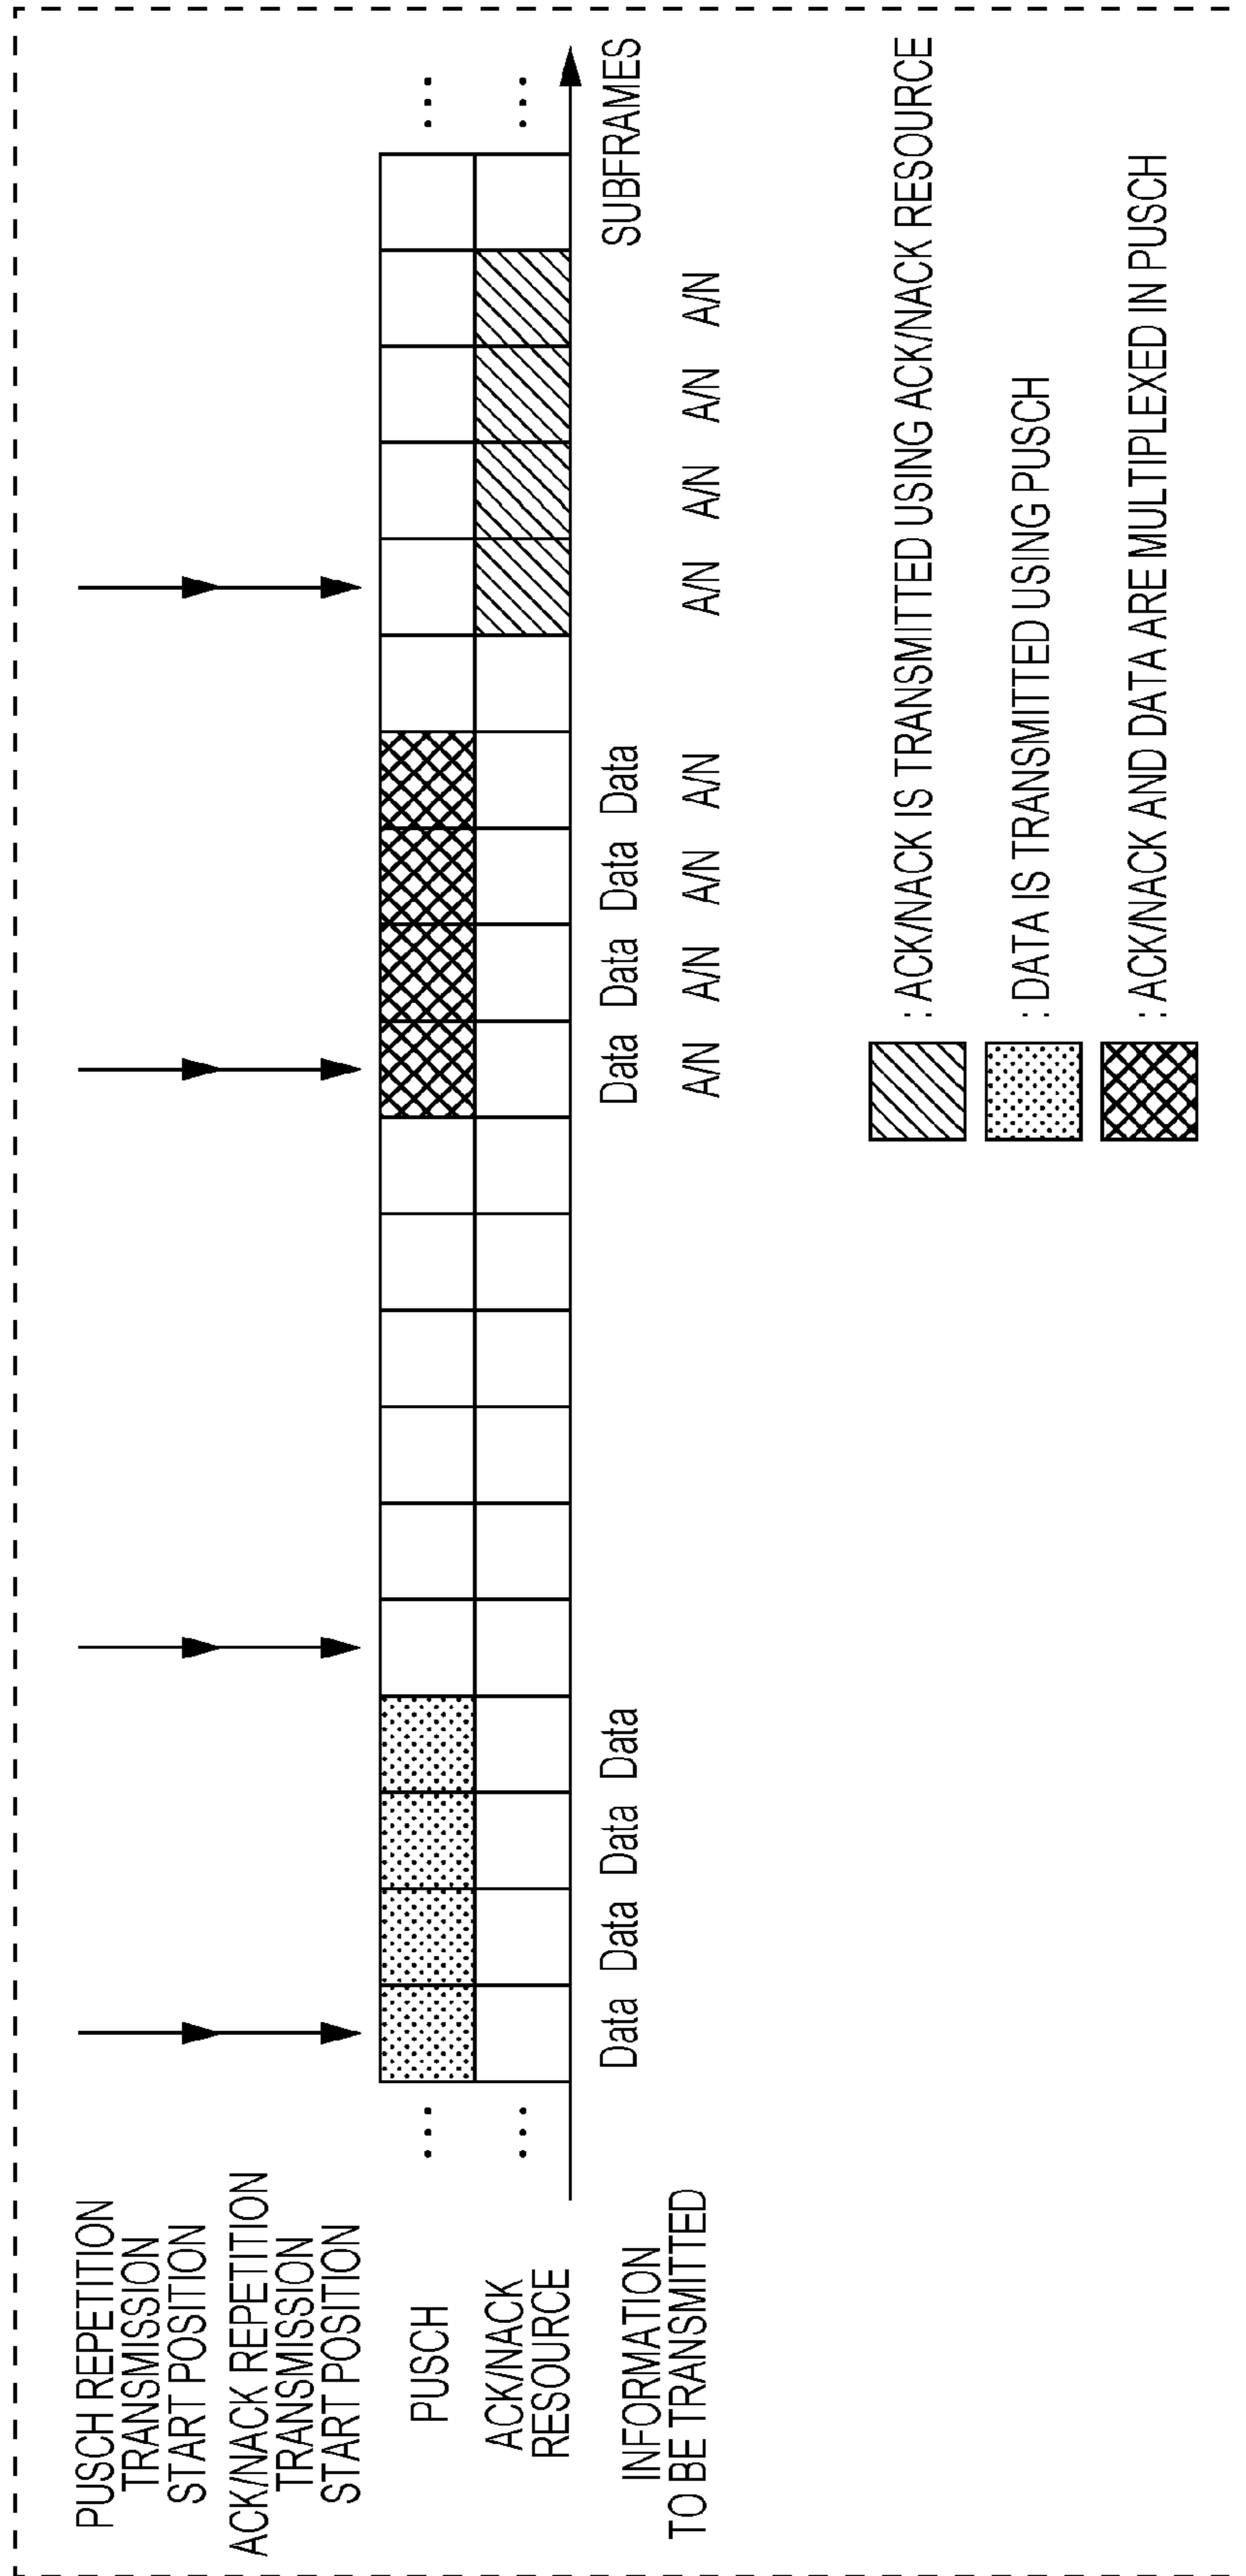 PUSCH REPETITION
TRANSMISSION
START POSITION
ACK/NACK REPETITION
TRANSMISSION
START POSITION
PUSCH
... ...
ACK/NACK
RESOURCE
... ...
SUBFRAMES
INFORMATION
TO BE TRANSMITTED
Data Data Data Data Data Data Data Data
A/N A/N A/N A/N A/N A/N A/N A/N
: ACK/NACK IS TRANSMITTED USING ACK/NACK RESOURCE
: DATA IS TRANSMITTED USING PUSCH
: ACK/NACK AND DATA ARE MULTIPLEXED IN PUSCH